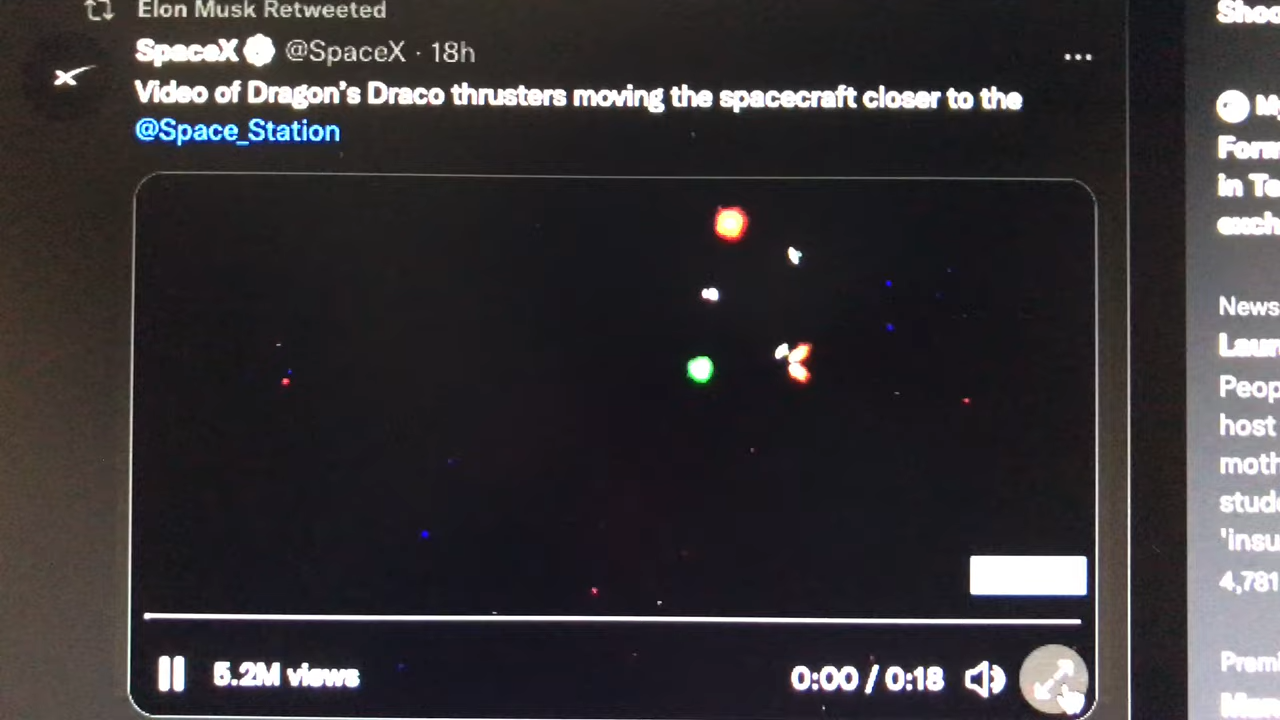 Elon Musk Retweeted
SpaceX @SpaceX · 18h
Video of Dragon's Draco thrusters moving the spacecraft closer to the
@Space_Station
5.2M views
0:00 / 0:18
News
host
4,781